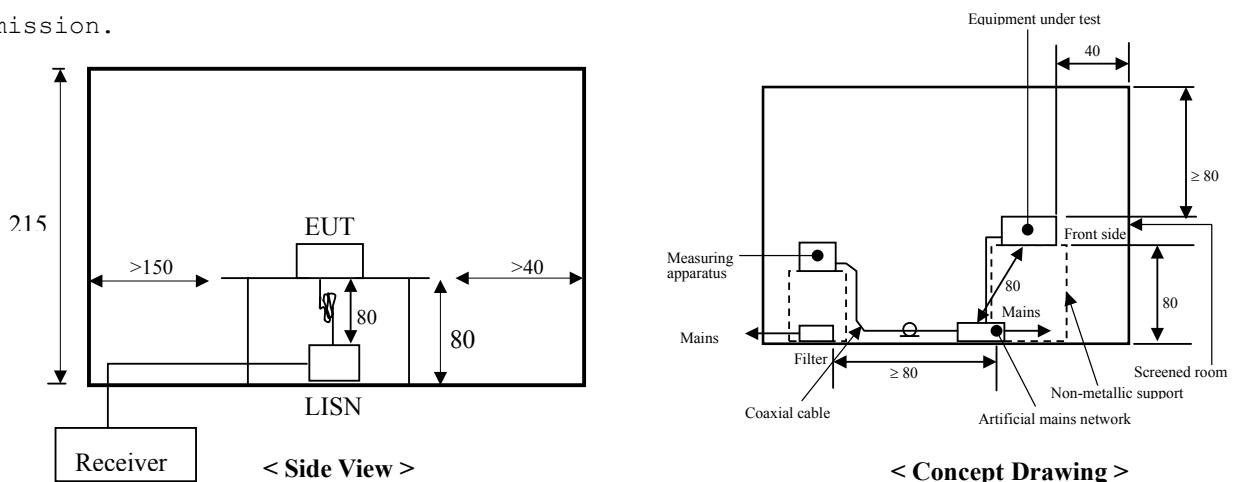 mission.
215
EUT
>150
>40
80
80
LISN
Receiver
< Side View >
Equipment under test
40
≥ 80
Front side
Measuring
apparatus
80
80
Mains
Mains
Filter
≥ 80
Screened room
Non-metallic support
Coaxial cable
Artificial mains network
< Concept Drawing >